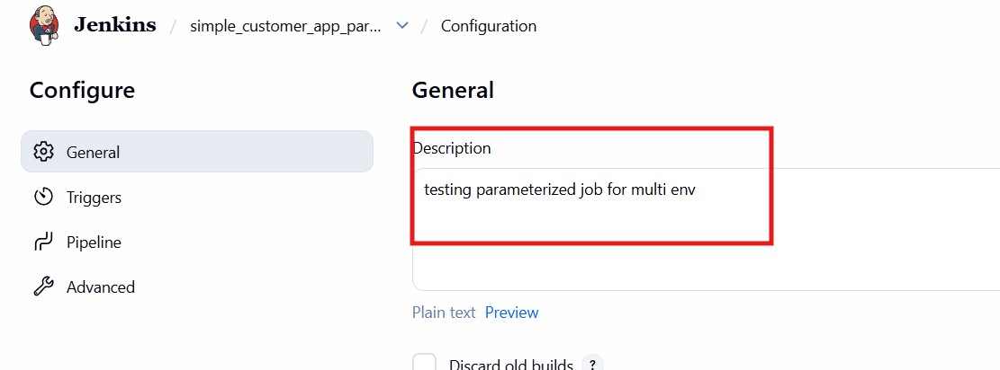 Jenkins / simple_customer_app_par... / Configuration
Configure
General
Triggers
Pipeline
Advanced
General
Description
testing parameterized job for multi env
Plain text Preview
Discard old builds ?